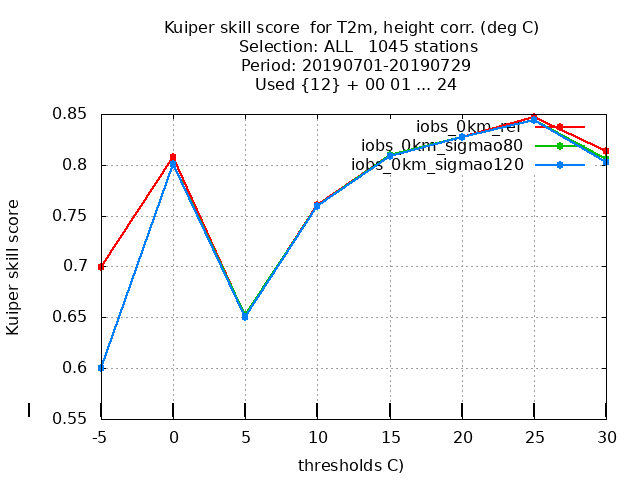 Kuiper skill score  for T2m, height corr. (deg C)
Selection: ALL   1045 stations
Period: 20190701-20190729
Used {12} + 00 01 ... 24
0.85
0.8
0.75
0.7
0.65
0.6
0.55
Kuiper skill score
iobs_0km_ref
iobs_0km_sigmao80
iobs_0km_sigmao120
-5 0 5 10 15 20 25 30
thresholds C)